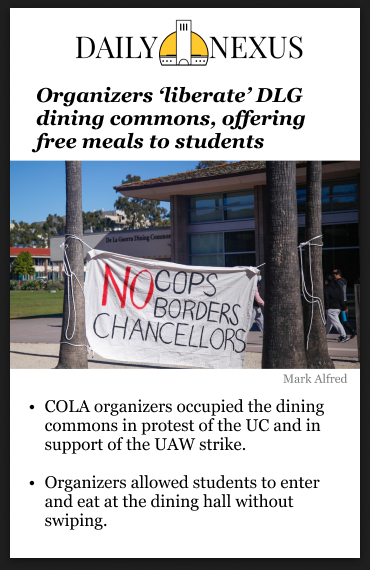 DAILY NEXUS
Organizers ‘liberate’ DLG
dining commons, offering
free meals to students
De La Guerra Dining Commons
NO COPS
BORDERS
CHANCELLORS
Mark Alfred
• COLA organizers occupied the dining
commons in protest of the UC and in
support of the UAW strike.
• Organizers allowed students to enter
and eat at the dining hall without
swiping.